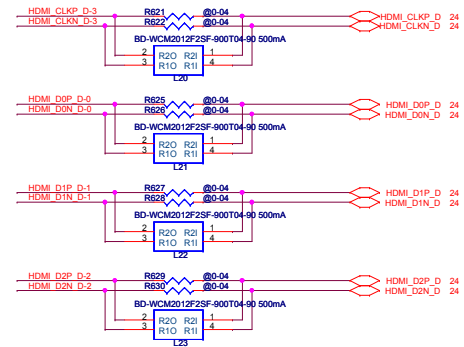 HDMI_CLKP_D-3 R621 @0-04 HDMI_CLKP_D 24
HDMI_CLKN_D-3 R622 @0-04 HDMI_CLKN_D 24
BD-WCM2012F2SF-900T04-90 500mA
2 R2O R2I 1
3 R1O R1I 4
L20
HDMI_D0P_D-0 R625 @0-04 HDMI_D0P_D 24
HDMI_D0N_D-0 R626 @0-04 HDMI_D0N_D 24
BD-WCM2012F2SF-900T04-90 500mA
2 R2O R2I 1
3 R1O R1I 4
L21
HDMI_D1P_D-1 R627 @0-04 HDMI_D1P_D 24
HDMI_D1N_D-1 R628 @0-04 HDMI_D1N_D 24
BD-WCM2012F2SF-900T04-90 500mA
2 R2O R2I 1
3 R1O R1I 4
L22
HDMI_D2P_D-2 R629 @0-04 HDMI_D2P_D 24
HDMI_D2N_D-2 R630 @0-04 HDMI_D2N_D 24
BD-WCM2012F2SF-900T04-90 500mA
2 R2O R2I 1
3 R1O R1I 4
L23